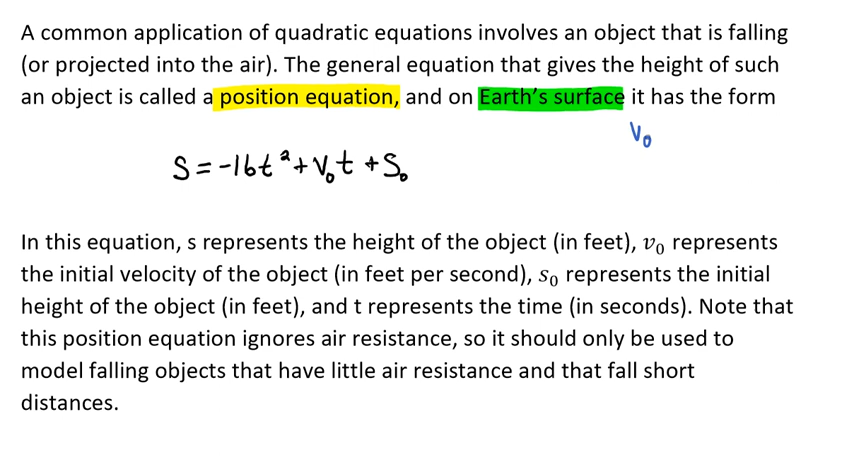 A common application of quadratic equations involves an object that is falling
(or projected into the air). The general equation that gives the height of such
an object is called a position equation, and on Earth's surface it has the form
v₀
s = -16t² + v₀t + s₀
In this equation, s represents the height of the object (in feet), 𝑣₀ represents
the initial velocity of the object (in feet per second), 𝑠₀ represents the initial
height of the object (in feet), and t represents the time (in seconds). Note that
this position equation ignores air resistance, so it should only be used to
model falling objects that have little air resistance and that fall short
distances.